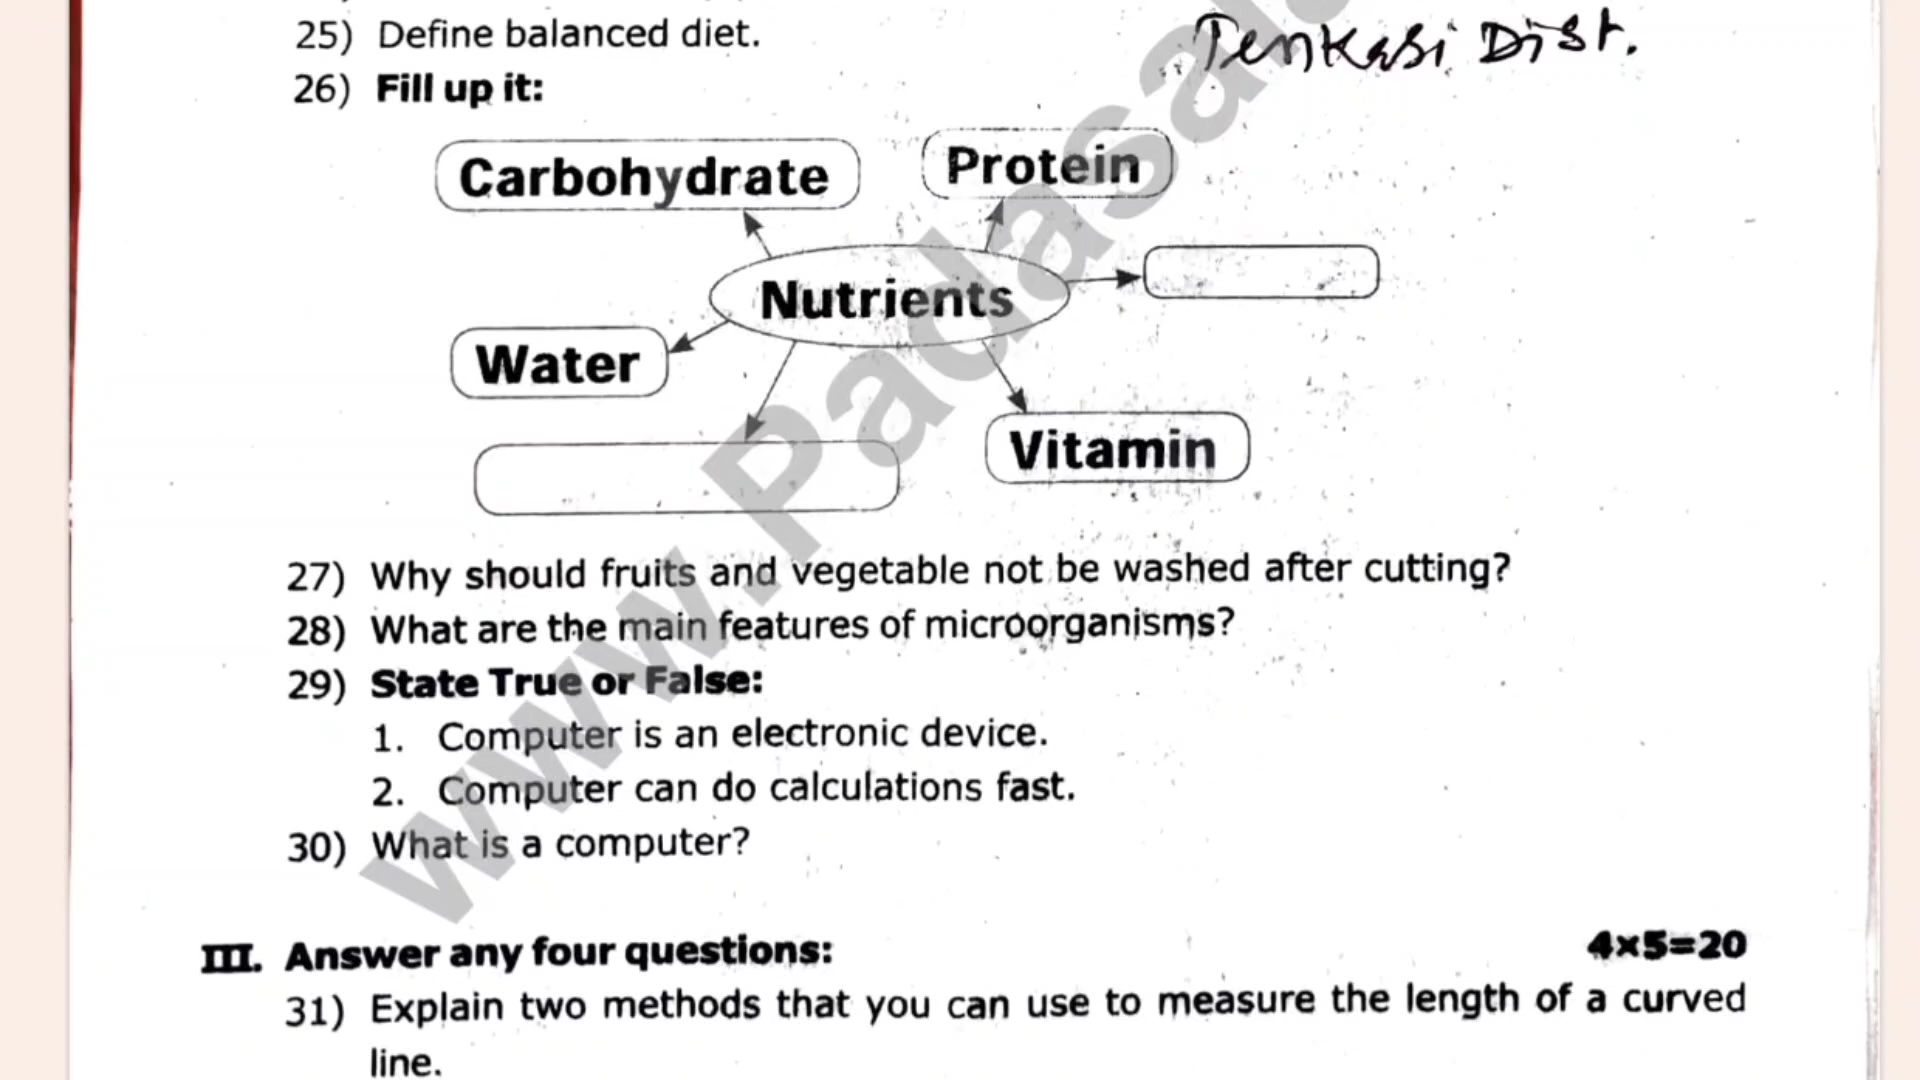 25) Define balanced diet.
Tenkasi Dist.
26) Fill up it:
Carbohydrate
Protein
Nutrients
Water
Vitamin
27) Why should fruits and vegetable not be washed after cutting?
28) What are the main features of microorganisms?
29) State True or False:
1. Computer is an electronic device.
2. Computer can do calculations fast.
30) What is a computer?
III. Answer any four questions: 4×5=20
31) Explain two methods that you can use to measure the length of a curved
line.
www.Padasala